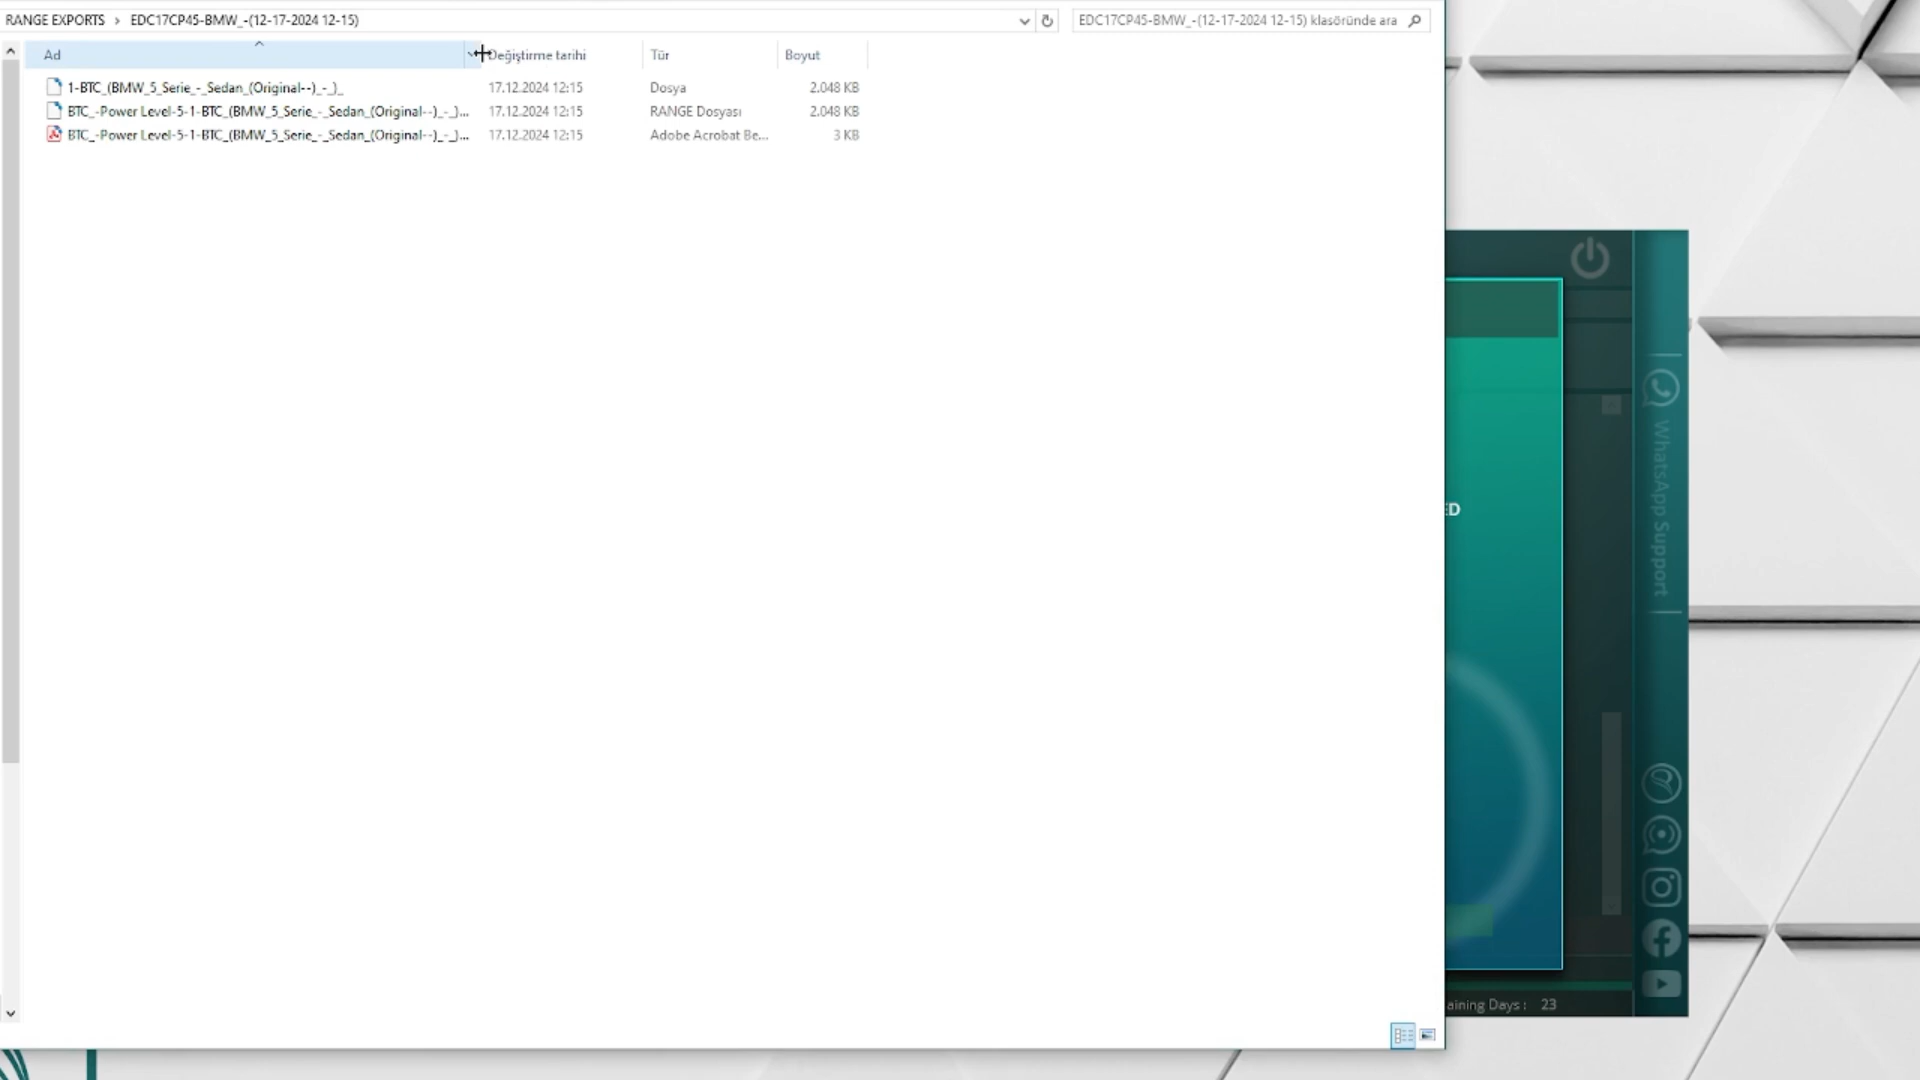 RANGE EXPORTS › EDC17CP45-BMW_-(12-17-2024 12-15)
EDC17CP45-BMW_-(12-17-2024 12-15) klasöründe ara
Ad Değiştirme tarihi Tür Boyut
1-BTC_(BMW_5_Serie_-_Sedan_(Original--)_-_)_ 17.12.2024 12:15 Dosya 2.048 KB
BTC_-Power Level-5-1-BTC_(BMW_5_Serie_-_Sedan_(Original--)_-_)... 17.12.2024 12:15 RANGE Dosyası 2.048 KB
BTC_-Power Level-5-1-BTC_(BMW_5_Serie_-_Sedan_(Original--)_-_)... 17.12.2024 12:15 Adobe Acrobat Be... 3 KB
ED
WhatsApp Support
aining Days : 23